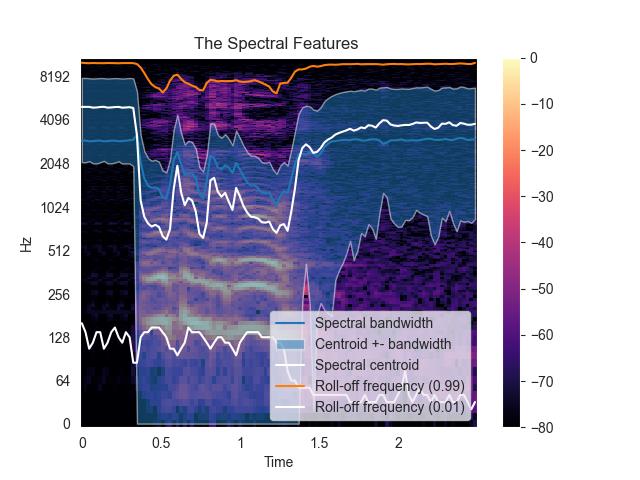 The Spectral Features
8192
4096
2048
1024
512
256
128
64
0
Hz
0
0.5
1
1.5
2
Time
Spectral bandwidth
Centroid +- bandwidth
Spectral centroid
Roll-off frequency (0.99)
Roll-off frequency (0.01)
0
−10
−20
−30
−40
−50
−60
−70
−80